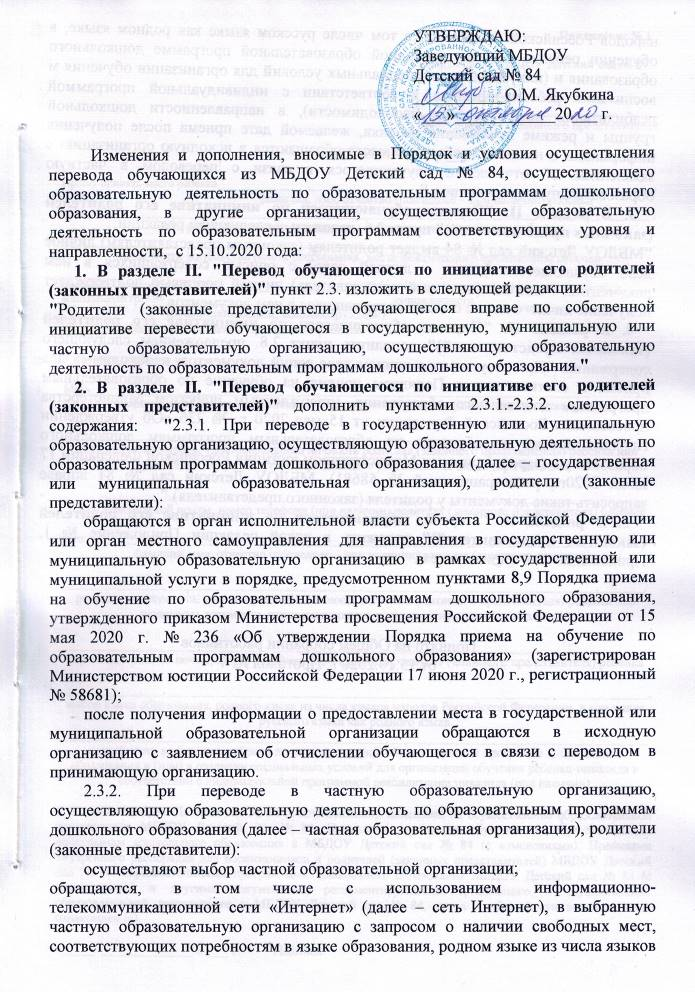 УТВЕРЖДАЮ:
Заведующий МБДОУ
Детский сад № 84
О.М. Якубкина
«15» октября 2020 г.
Изменения и дополнения, вносимые в Порядок и условия осуществления
перевода обучающихся из МБДОУ Детский сад № 84, осуществляющего
образовательную деятельность по образовательным программам дошкольного
образования, в другие организации, осуществляющие образовательную
деятельность по образовательным программам соответствующих уровня и
направленности, с 15.10.2020 года:
1. В разделе II. "Перевод обучающегося по инициативе его родителей
(законных представителей)" пункт 2.3. изложить в следующей редакции:
"Родители (законные представители) обучающегося вправе по собственной
инициативе перевести обучающегося в государственную, муниципальную или
частную образовательную организацию, осуществляющую образовательную
деятельность по образовательным программам дошкольного образования."
2. В разделе II. "Перевод обучающегося по инициативе его родителей
(законных представителей)" дополнить пунктами 2.3.1.-2.3.2. следующего
содержания: "2.3.1. При переводе в государственную или муниципальную
образовательную организацию, осуществляющую образовательную деятельность по
образовательным программам дошкольного образования (далее – государственная
или муниципальная образовательная организация), родители (законные
представители):
обращаются в орган исполнительной власти субъекта Российской Федерации
или орган местного самоуправления для направления в государственную или
муниципальную образовательную организацию в рамках государственной или
муниципальной услуги в порядке, предусмотренном пунктами 8,9 Порядка приема
на обучение по образовательным программам дошкольного образования,
утвержденного приказом Министерства просвещения Российской Федерации от 15
мая 2020 г. № 236 «Об утверждении Порядка приема на обучение по
образовательным программам дошкольного образования» (зарегистрирован
Министерством юстиции Российской Федерации 17 июня 2020 г., регистрационный
№ 58681);
после получения информации о предоставлении места в государственной или
муниципальной образовательной организации обращаются в исходную
организацию с заявлением об отчислении обучающегося в связи с переводом в
принимающую организацию.
2.3.2. При переводе в частную образовательную организацию,
осуществляющую образовательную деятельность по образовательным программам
дошкольного образования (далее – частная образовательная организация), родители
(законные представители):
осуществляют выбор частной образовательной организации;
обращаются, в том числе с использованием информационно-
телекоммуникационной сети «Интернет» (далее – сеть Интернет), в выбранную
частную образовательную организацию с запросом о наличии свободных мест,
соответствующих потребностям в языке образования, родном языке из числа языков